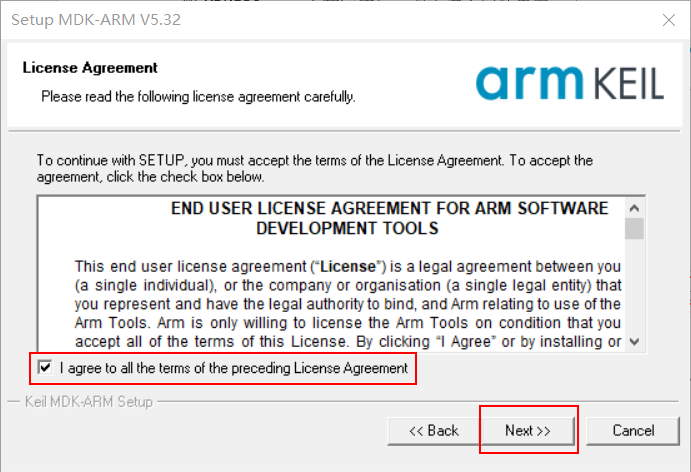 Setup MDK-ARM V5.32
License Agreement
Please read the following license agreement carefully.
arm KEIL
To continue with SETUP, you must accept the terms of the License Agreement. To accept the
agreement, click the check box below.
END USER LICENSE AGREEMENT FOR ARM SOFTWARE
DEVELOPMENT TOOLS
This end user license agreement (“License”) is a legal agreement between you
(a single individual), or the company or organisation (a single legal entity) that
you represent and have the legal authority to bind, and Arm relating to use of the
Arm Tools. Arm is only willing to license the Arm Tools on condition that you
accept all of the terms of this License. By clicking “I Agree” or by installing or
I agree to all the terms of the preceding License Agreement
Keil MDK-ARM Setup
<< Back
Next >>
Cancel